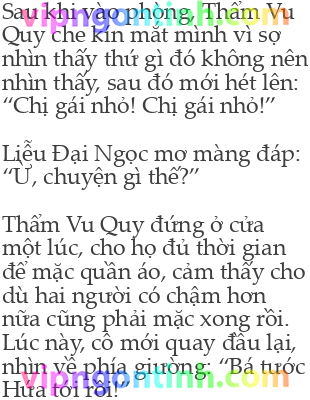 Sau khi vào phòng, Thẩm Vu
Quy che kín mắt mình vì sợ
nhìn thấy thứ gì đó không nên
nhìn thấy, sau đó mới hét lên:
“Chị gái nhỏ! Chị gái nhỏ!”
Liễu Đại Ngọc mơ màng đáp:
“Ừ, chuyện gì thế?”
Thẩm Vu Quy đứng ở cửa
một lúc, cho họ đủ thời gian
để mặc quần áo, cảm thấy cho
dù hai người có chậm hơn
nữa cũng phải mặc xong rồi.
Lúc này, cô mới quay đầu lại,
nhìn về phía giường: “Bá tước
Hứa tới rồi!”
vipngontinh.com
vipngontinh.com